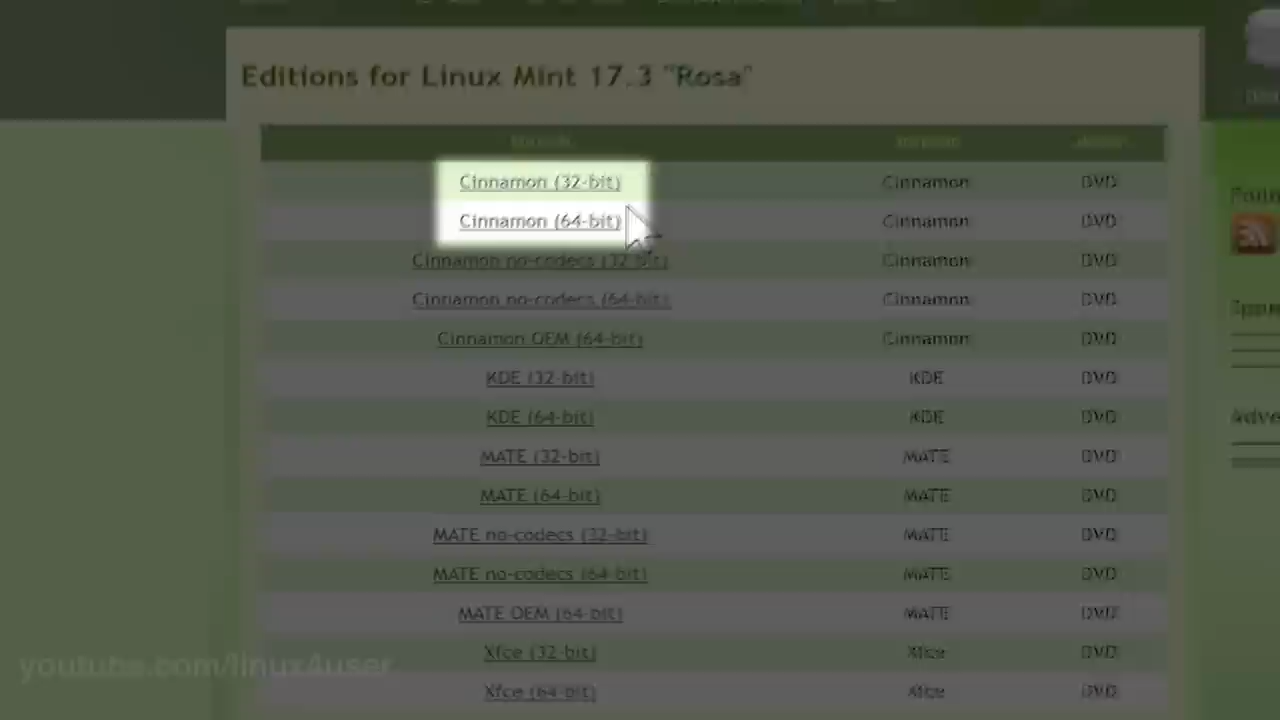 Editions for Linux Mint 17.3 "Rosa"
Cinnamon (32-bit) Cinnamon DVD
Cinnamon (64-bit) Cinnamon DVD
Cinnamon no-codecs (32-bit) Cinnamon DVD
Cinnamon no-codecs (64-bit) Cinnamon DVD
Cinnamon OEM (64-bit) Cinnamon DVD
KDE (32-bit) KDE DVD
KDE (64-bit) KDE DVD
MATE (32-bit) MATE DVD
MATE (64-bit) MATE DVD
MATE no-codecs (32-bit) MATE DVD
MATE no-codecs (64-bit) MATE DVD
MATE OEM (64-bit) MATE DVD
Xfce (32-bit) Xfce DVD
Xfce (64-bit) Xfce DVD
youtube.com/linux4user